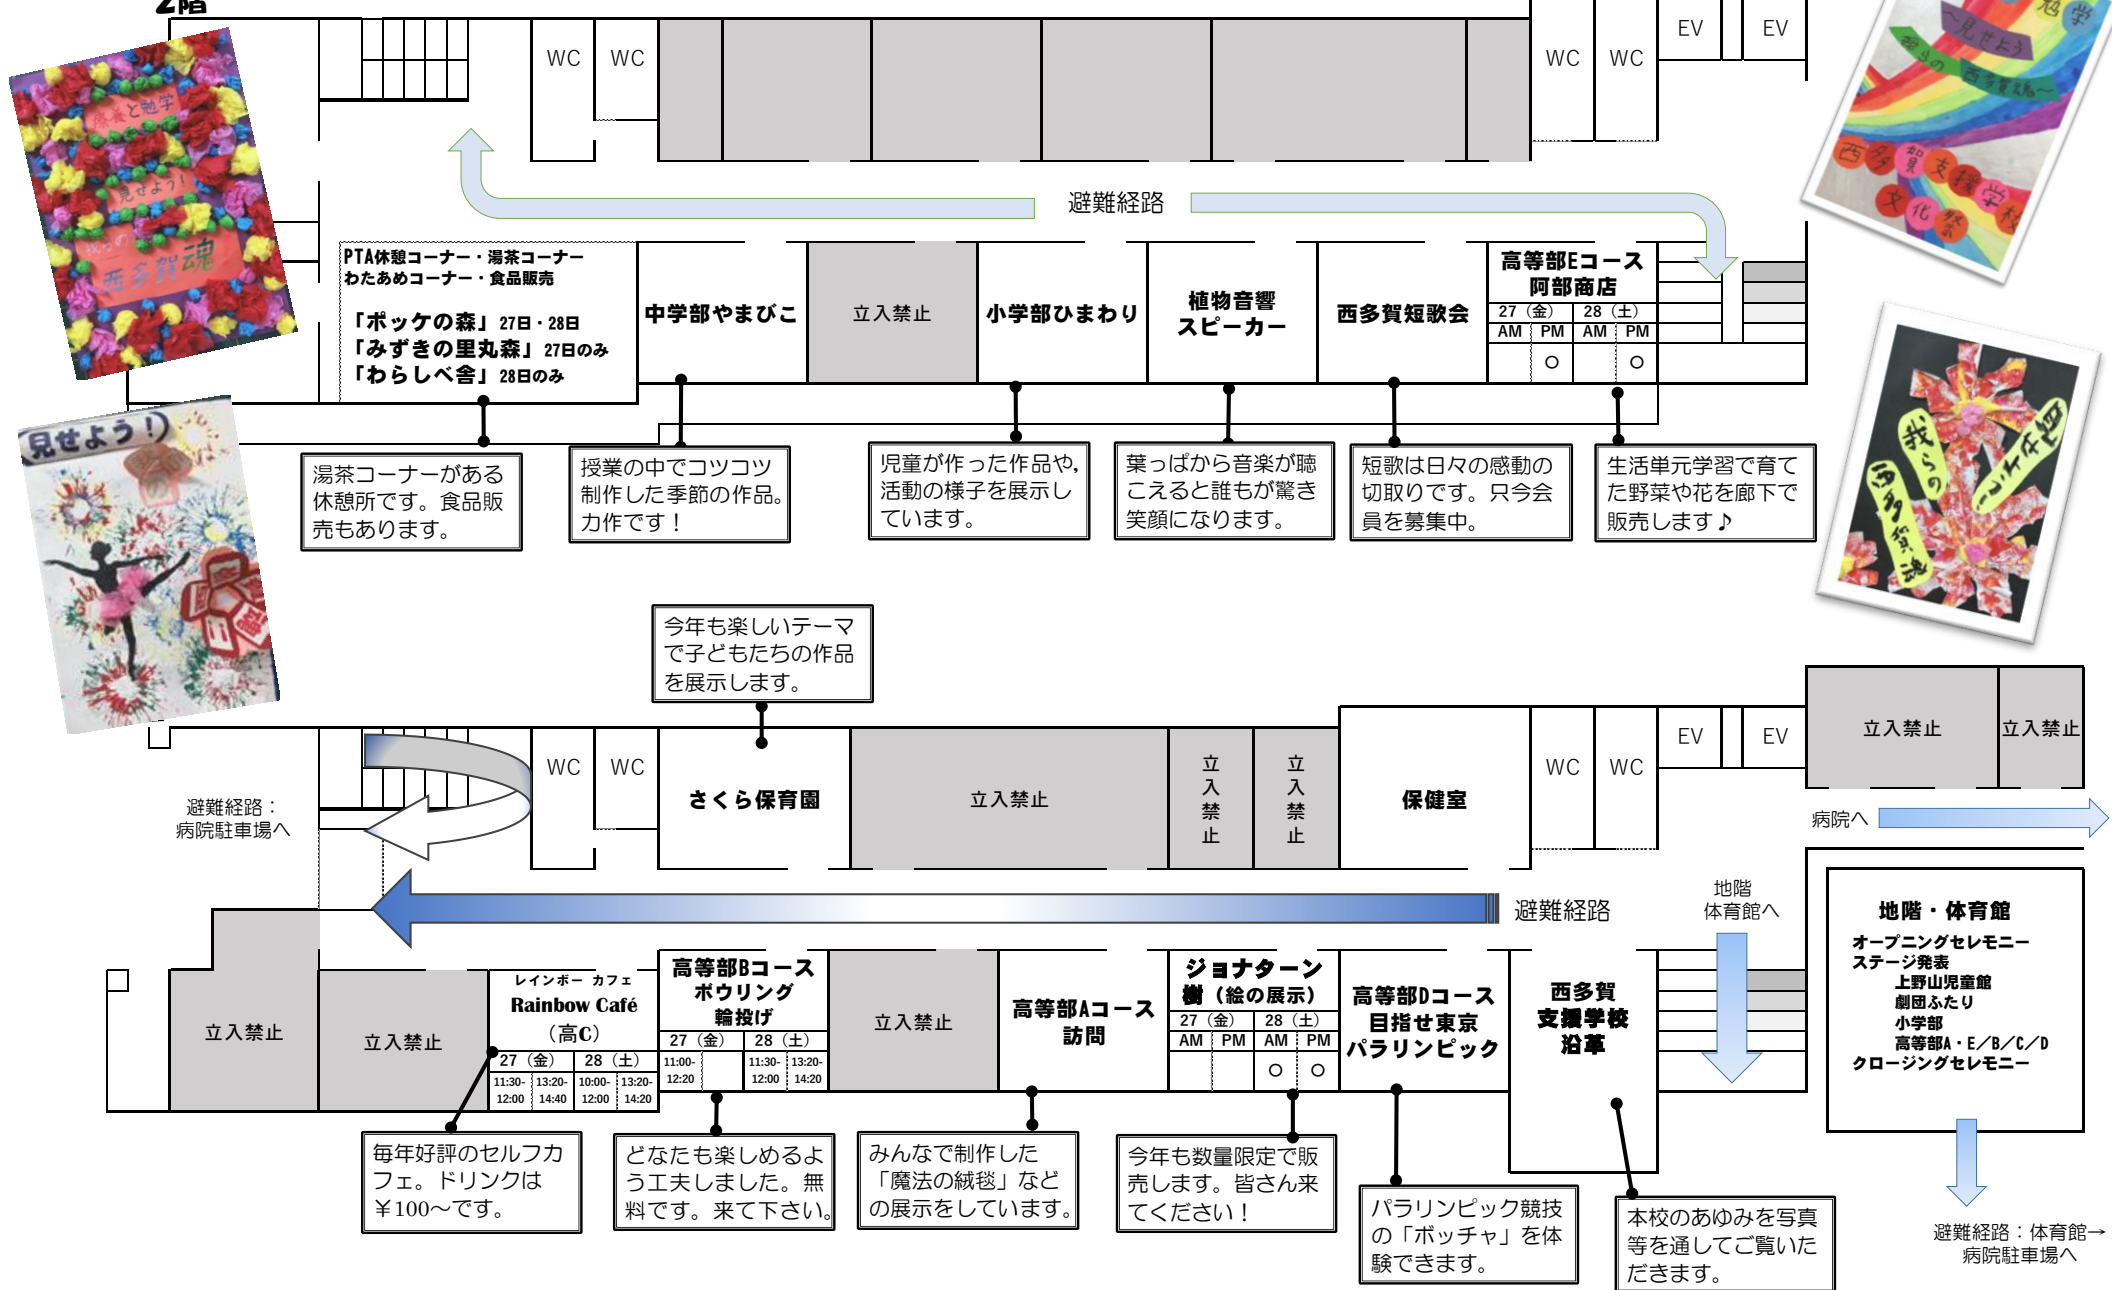 2階
WC
WC
WC
WC
EV
EV
療養と勉学
見せよう!
西多賀魂
~見せよう
西多賀魂~
西多賀支援学校
文化祭
避難経路
PTA休憩コーナー・湯茶コーナー
わたあめコーナー・食品販売
「ポッケの森」27日・28日
「みずきの里丸森」27日のみ
「わらしべ舎」28日のみ
中学部やまびこ
立入禁止
小学部ひまわり
植物音響
スピーカー
西多賀短歌会
高等部Eコース
阿部商店
27(金) 28(土)
AM PM AM PM
○ ○
見せよう!)
我らの
西多賀魂
湯茶コーナーがある
休憩所です。食品販
売もあります。
授業の中でコツコツ
制作した季節の作品。
力作です!
児童が作った作品や,
活動の様子を展示し
ています。
葉っぱから音楽が聴
こえると誰もが驚き
笑顔になります。
短歌は日々の感動の
切取りです。只今会
員を募集中。
生活単元学習で育て
た野菜や花を廊下で
販売します♪
今年も楽しいテーマ
で子どもたちの作品
を展示します。
避難経路:
病院駐車場へ
WC
WC
さくら保育園
立入禁止
立入禁止
立入禁止
保健室
WC
WC
EV
EV
立入禁止
立入禁止
病院へ
避難経路
地階
体育館へ
立入禁止
立入禁止
レインボー カフェ
Rainbow Café
(高C)
27(金) 28(土)
11:30-12:00 13:20-14:40 10:00-12:00 13:20-14:20
高等部Bコース
ボウリング
輪投げ
27(金) 28(土)
11:00-12:20 11:30-12:00 13:20-14:20
立入禁止
高等部Aコース
訪問
ジョナターン
樹(絵の展示)
27(金) 28(土)
AM PM AM PM
○ ○
高等部Dコース
目指せ東京
パラリンピック
西多賀
支援学校
沿革
地階・体育館
オープニングセレモニー
ステージ発表
上野山児童館
劇団ふたり
小学部
高等部A・E/B/C/D
クロージングセレモニー
毎年好評のセルフカ
フェ。ドリンクは
¥100~です。
どなたも楽しめるよ
う工夫しました。無
料です。来て下さい。
みんなで制作した
「魔法の絨毯」など
の展示をしています。
今年も数量限定で販
売します。皆さん来
てください!
パラリンピック競技
の「ボッチャ」を体
験できます。
本校のあゆみを写真
等を通してご覧いた
だきます。
避難経路:体育館→
病院駐車場へ